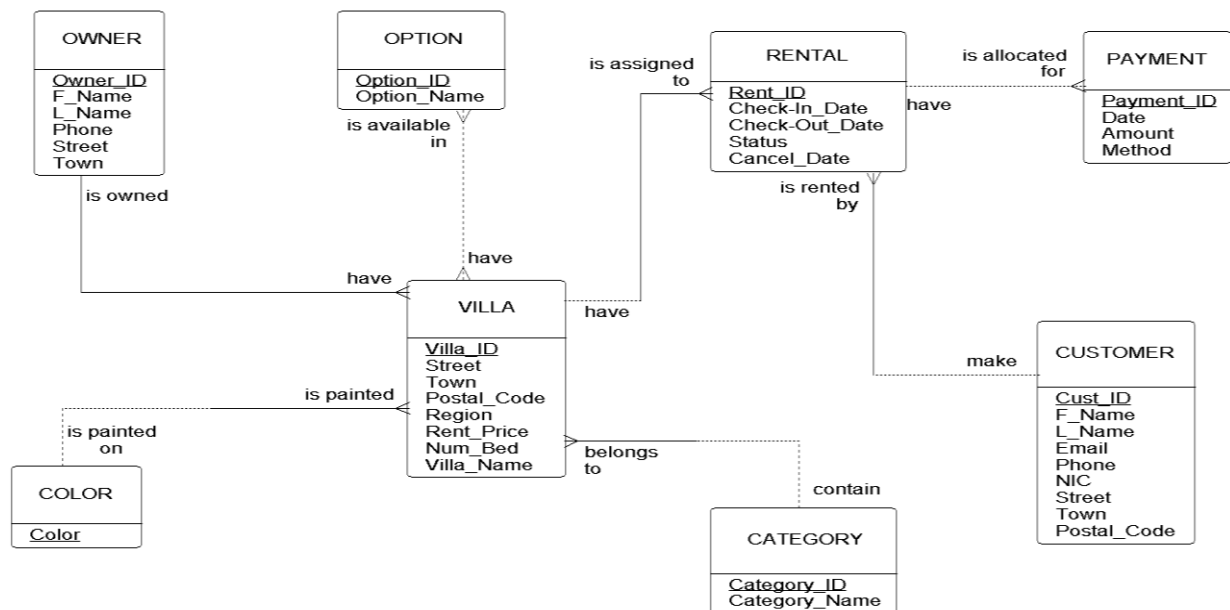 OWNER
Owner_ID
F_Name
L_Name
Phone
Street
Town
is owned
have
OPTION
Option_ID
Option_Name
is available
in
have
RENTAL
Rent_ID
Check-In_Date
Check-Out_Date
Status
Cancel_Date
is assigned
to
have
is rented
by
PAYMENT
Payment_ID
Date
Amount
Method
is allocated
for
have
VILLA
Villa_ID
Street
Town
Postal_Code
Region
Rent_Price
Num_Bed
Villa_Name
is painted
is painted
on
COLOR
Color
belongs
to
contain
CATEGORY
Category_ID
Category_Name
make
CUSTOMER
Cust_ID
F_Name
L_Name
Email
Phone
NIC
Street
Town
Postal_Code